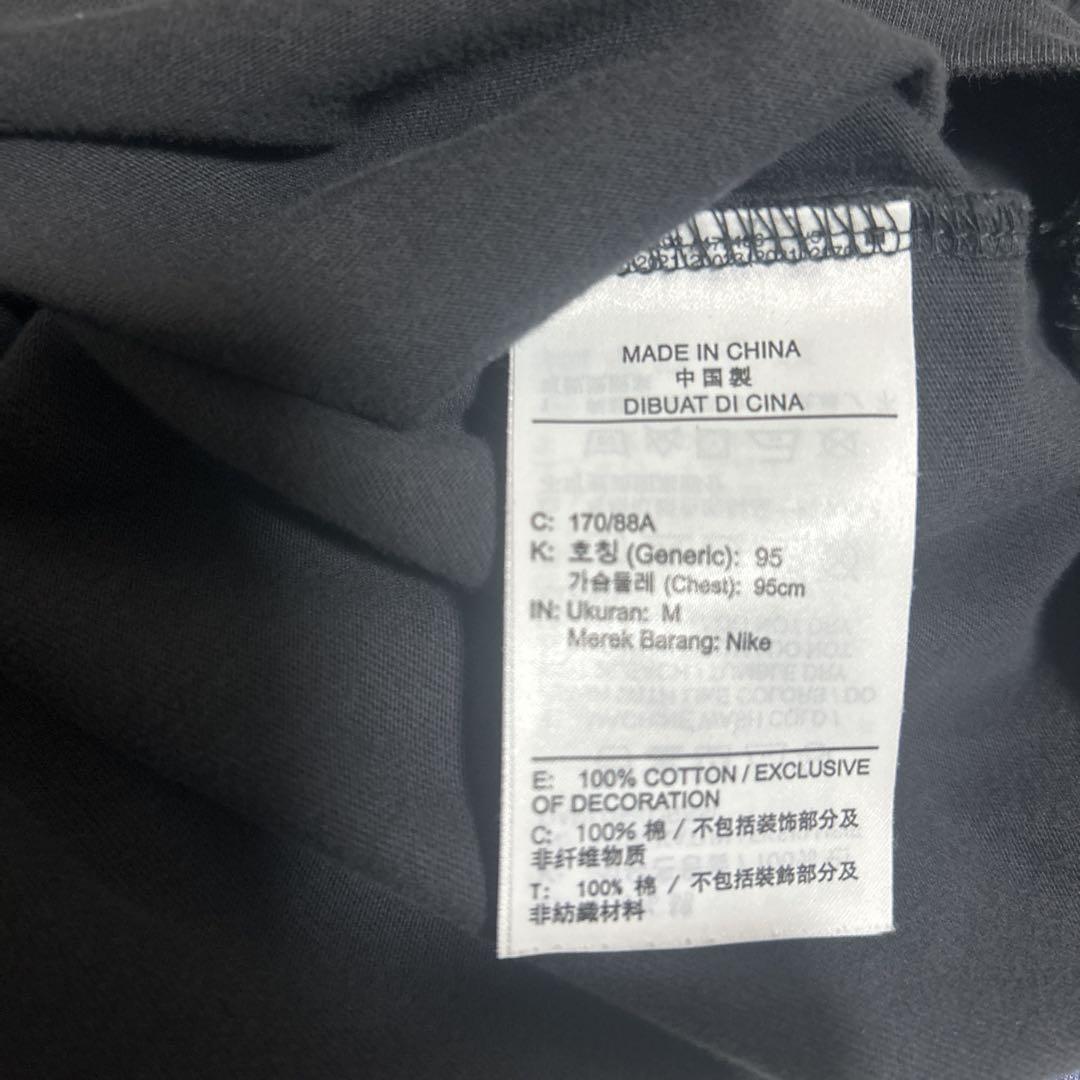 MADE IN CHINA
中国製
DIBUAT DI CINA
C: 170/88A
K: 호칭 (Generic): 95
가슴둘레 (Chest): 95cm
IN: Ukuran: M
Merek Barang: Nike
E: 100% COTTON / EXCLUSIVE
OF DECORATION
C: 100% 棉 / 不包括装饰部分及
非纤维物质
T: 100% 棉 / 不包括裝飾部分及
非紡織材料